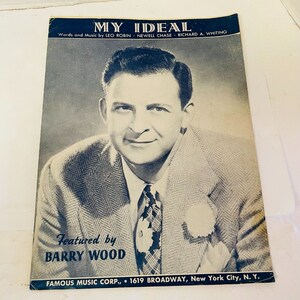 MY IDEAL
Words and Music by LEO ROBIN · NEWELL CHASE · RICHARD A. WHITING
Featured by
BARRY WOOD
FAMOUS MUSIC CORP., • 1619 BROADWAY, New York City, N. Y.